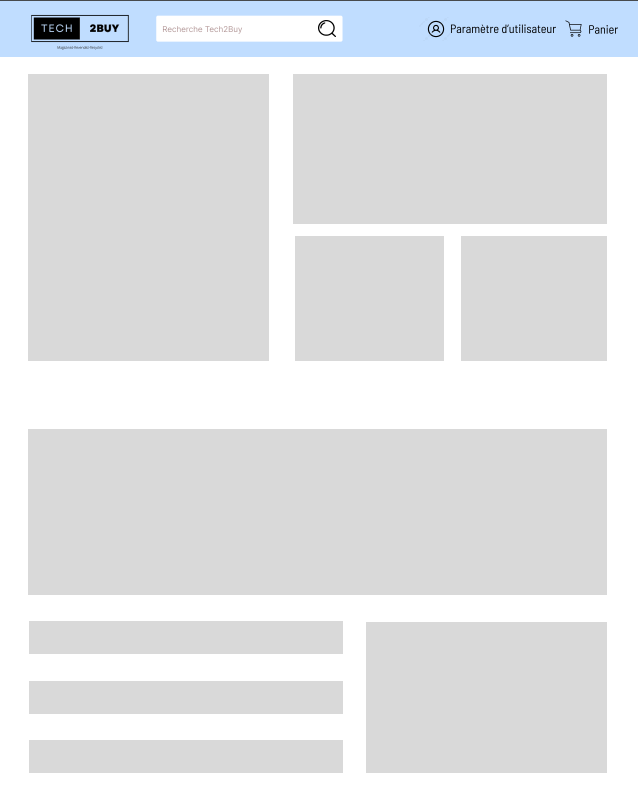 TECH 2BUY
Recherche Tech2Buy
Paramètre d'utilisateur
Panier